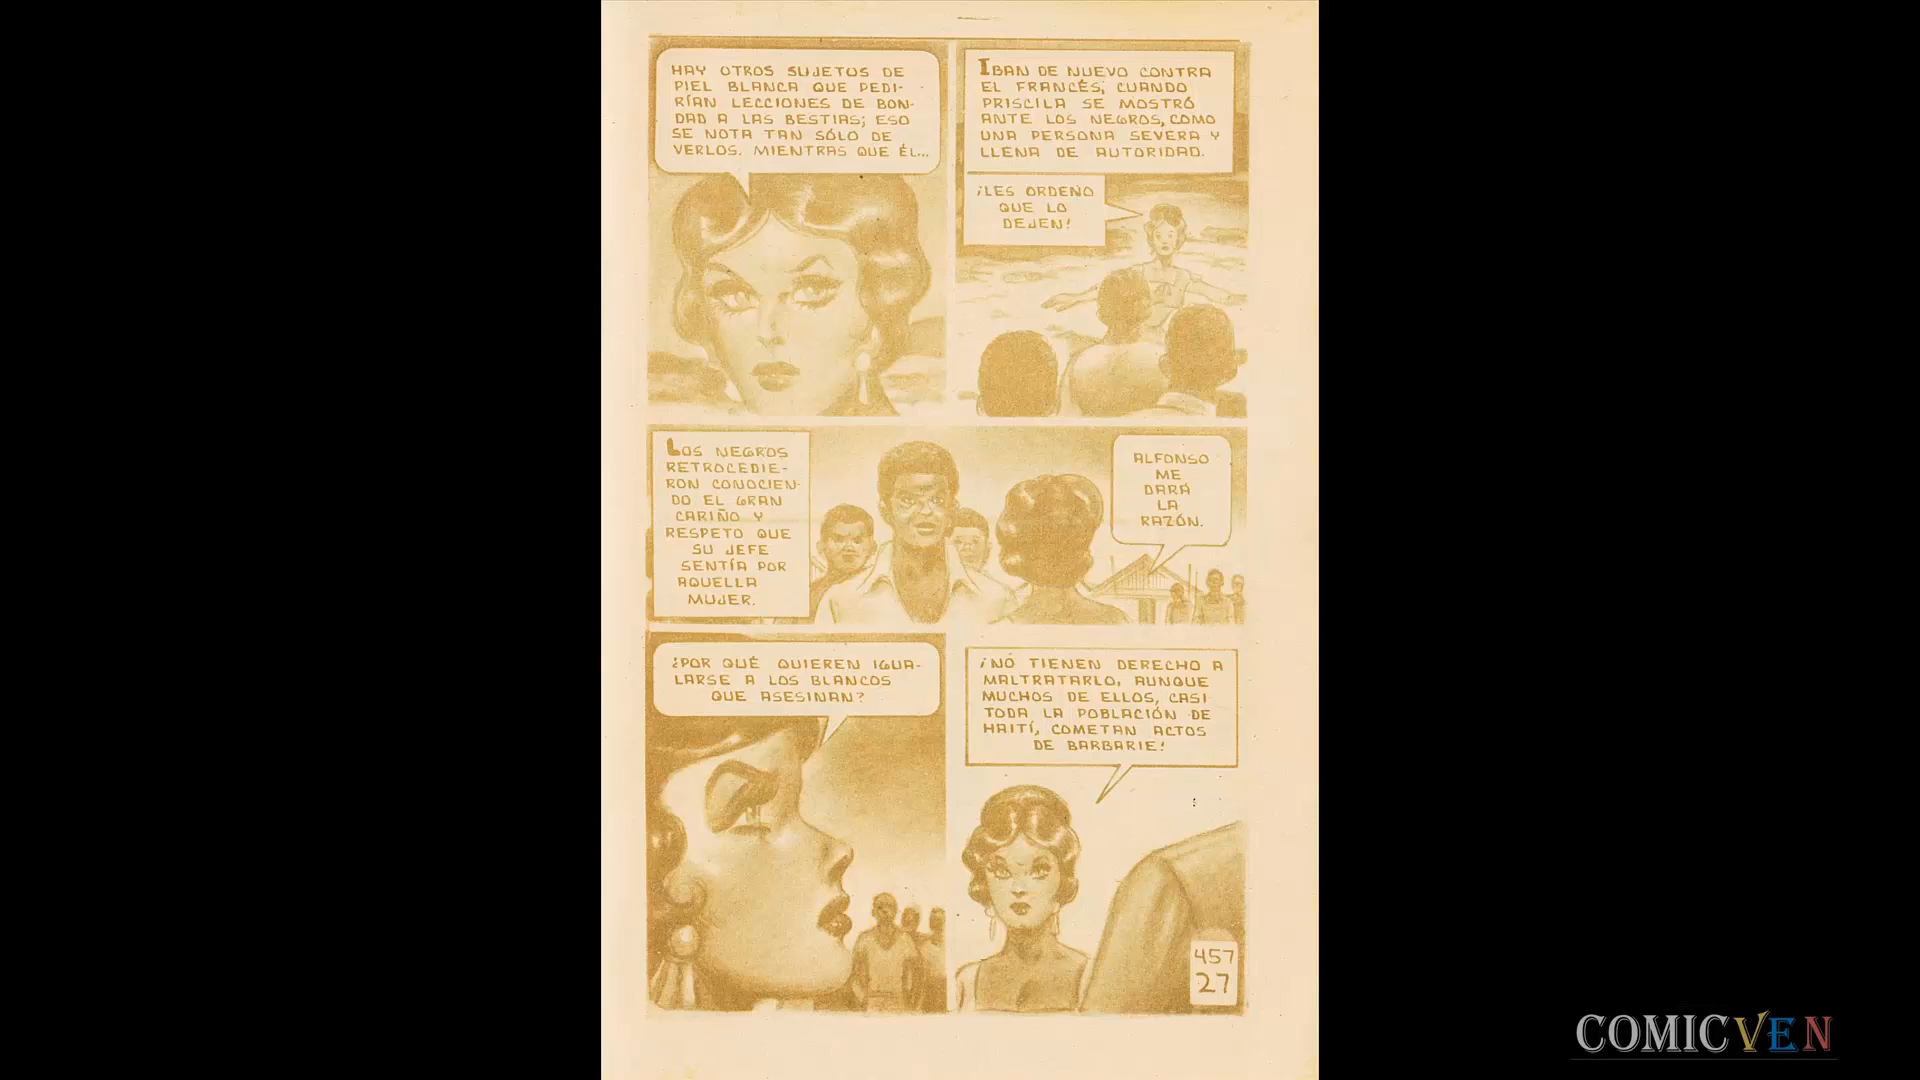 HAY OTROS SUJETOS DE
PIEL BLANCA QUE PEDI-
RÍAN LECCIONES DE BON-
DAD A LAS BESTIAS; ESO
SE NOTA TAN SÓLO DE
VERLOS. MIENTRAS QUE ÉL...
IBAN DE NUEVO CONTRA
EL FRANCÉS, CUANDO
PRISCILA SE MOSTRÓ
ANTE LOS NEGROS, COMO
UNA PERSONA SEVERA Y
LLENA DE AUTORIDAD.
¡LES ORDENO
QUE LO
DEJEN!
LOS NEGROS
RETROCEDIE-
RON CONOCIEN-
DO EL GRAN
CARIÑO Y
RESPETO QUE
SU JEFE
SENTÍA POR
AQUELLA
MUJER.
ALFONSO
ME
DARÁ
LA
RAZÓN.
¿POR QUÉ QUIEREN IGUA-
LARSE A LOS BLANCOS
QUE ASESINAN?
¡NO TIENEN DERECHO A
MALTRATARLO, AUNQUE
MUCHOS DE ELLOS, CASI
TODA LA POBLACIÓN DE
HAITÍ, COMETAN ACTOS
DE BARBARIE!
457
27
COMICVEN